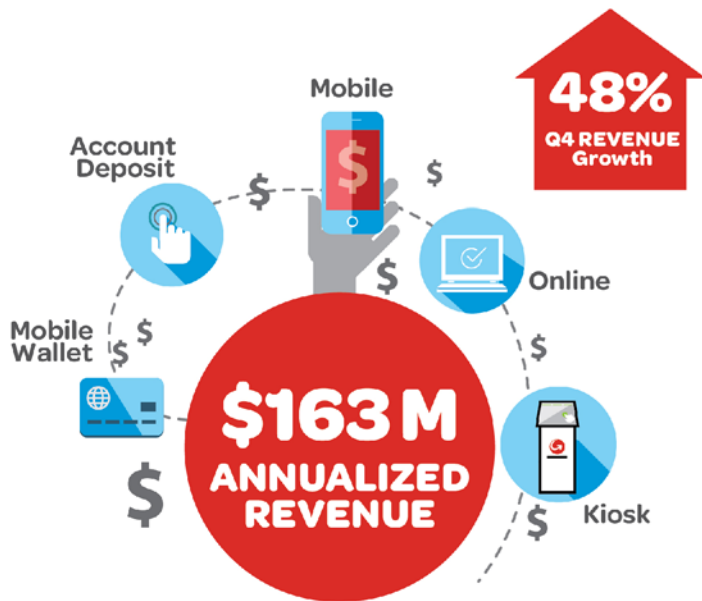 48%
Q4 REVENUE
Growth
Mobile
$
Account
Deposit
$
$
$
Online
Mobile
Wallet
$
$
$
$163 M
ANNUALIZED
REVENUE
$
$
Kiosk